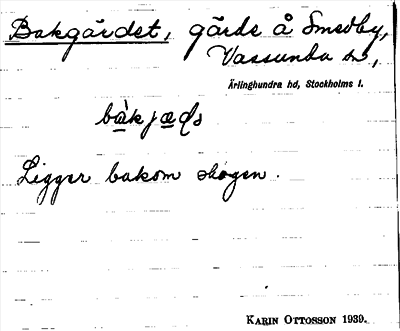 Bakgärdet, gärde å Smedby,
Vassunda sn,
Ärlinghundra hd, Stockholms l.
bàkjæḍs
Ligger bakom skogen.
KARIN OTTOSSON 1939.